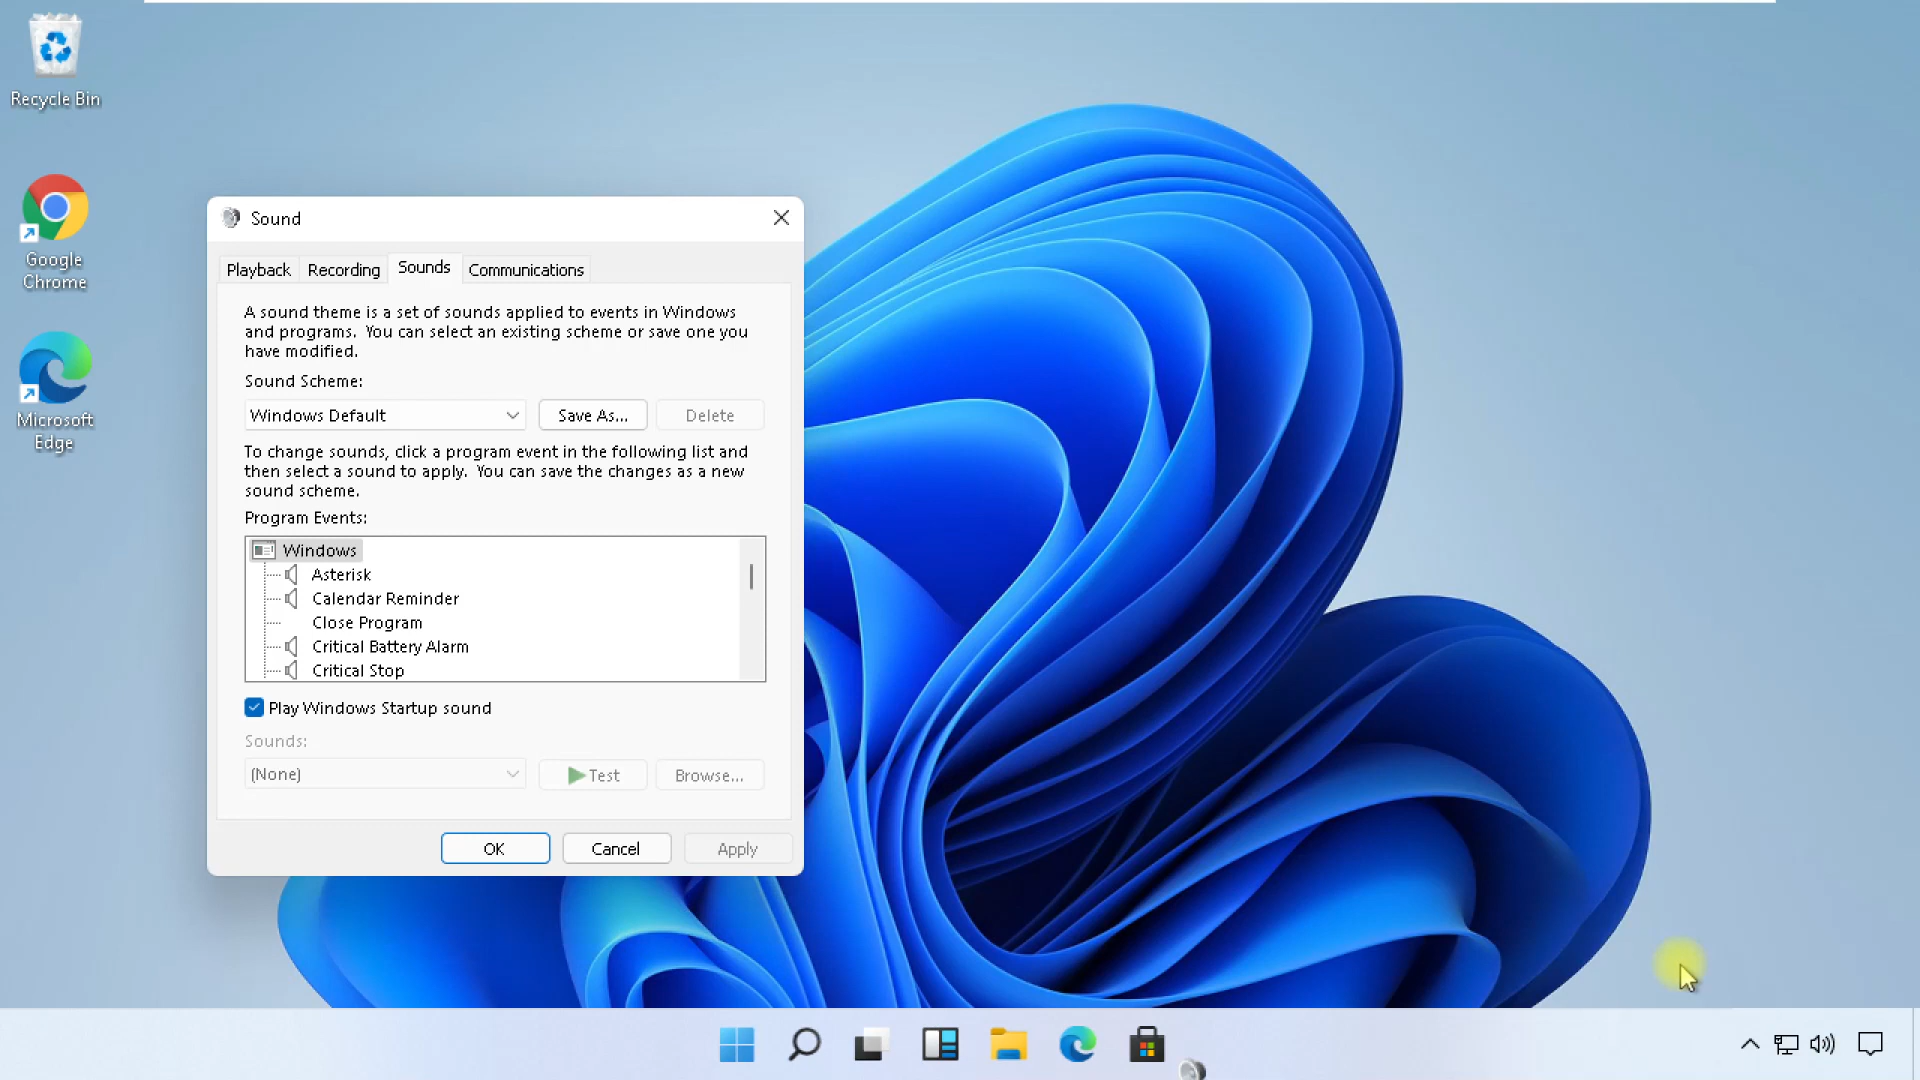 Recycle Bin
Google
Chrome
Microsoft
Edge
Sound
Playback
Recording
Sounds
Communications
A sound theme is a set of sounds applied to events in Windows
and programs. You can select an existing scheme or save one you
have modified.
Sound Scheme:
Windows Default
Save As...
Delete
To change sounds, click a program event in the following list and
then select a sound to apply. You can save the changes as a new
sound scheme.
Program Events:
Windows
Asterisk
Calendar Reminder
Close Program
Critical Battery Alarm
Critical Stop
Play Windows Startup sound
Sounds:
(None)
Test
Browse...
OK
Cancel
Apply